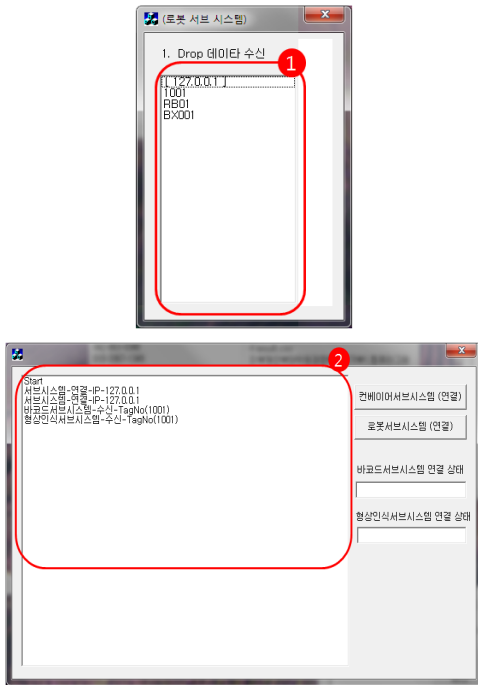 (로봇 서브 시스템)
1. Drop 데이타 수신
1
[ 127.0.0.1 ]
1001
RB01
BX001
2
Start
서브시스템-연결-IP-127.0.0.1
서브시스템-연결-IP-127.0.0.1
바코드서브시스템-수신-TagNo(1001)
형상인식서브시스템-수신-TagNo(1001)
컨베이어서브시스템 (연결)
로봇서브시스템 (연결)
바코드서브시스템 연결 상태
형상인식서브시스템 연결 상태